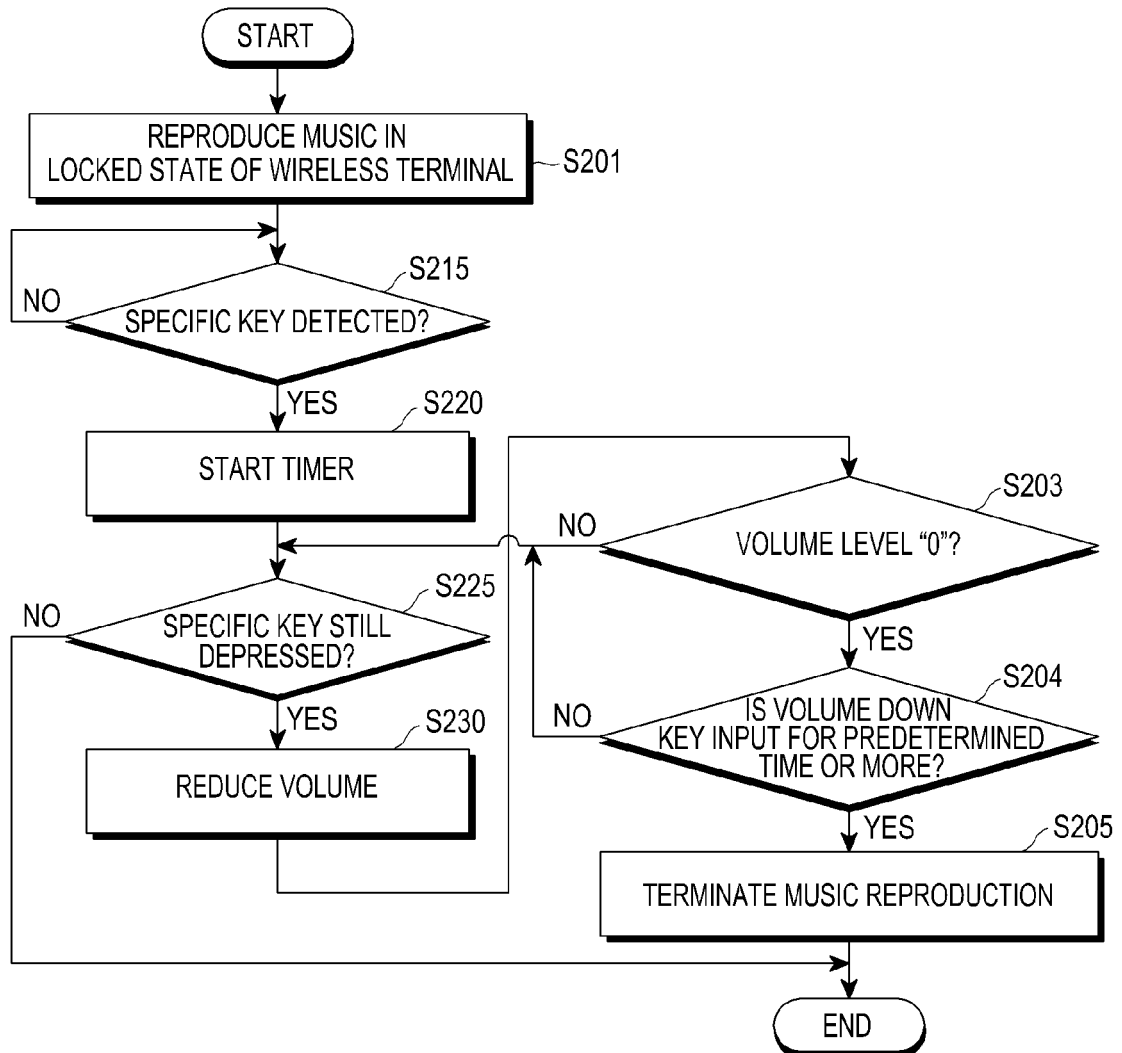 START
REPRODUCE MUSIC IN
LOCKED STATE OF WIRELESS TERMINAL
S201
S215
NO
SPECIFIC KEY DETECTED?
YES
S220
START TIMER
S203
NO
VOLUME LEVEL “0”?
YES
S225
NO
SPECIFIC KEY STILL
DEPRESSED?
YES
S204
NO
IS VOLUME DOWN
KEY INPUT FOR PREDETERMINED
TIME OR MORE?
YES
S230
REDUCE VOLUME
S205
TERMINATE MUSIC REPRODUCTION
END